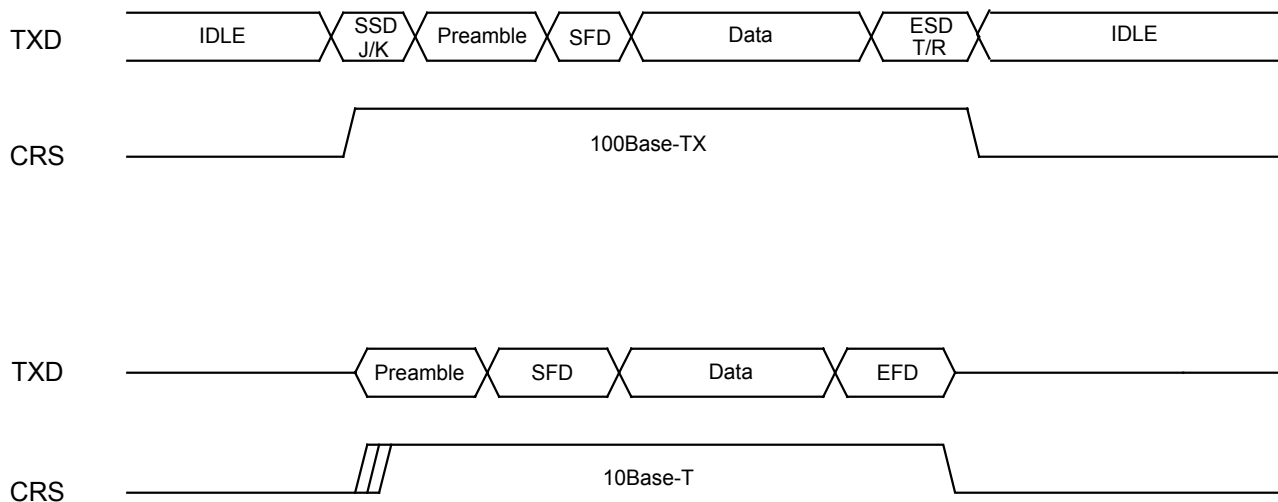 TXD
IDLE
SSD
J/K
Preamble
SFD
Data
ESD
T/R
IDLE
CRS
100Base-TX
TXD
Preamble
SFD
Data
EFD
CRS
10Base-T